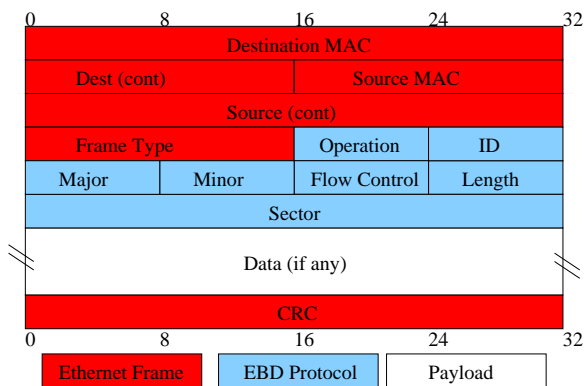 0 8 16 24 32
Destination MAC
Dest (cont) Source MAC
Source (cont)
Frame Type Operation ID
Major Minor Flow Control Length
Sector
Data (if any)
CRC
0 8 16 24 32
Ethernet Frame EBD Protocol Payload